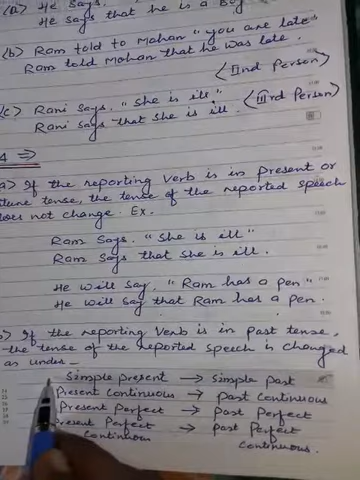 (a) He says,
He says that he is a Boy
(b) Ram told to Mohan "you are late"
Ram told Mohan that he was late.
(IInd Person)
(c) Rani says, "She is ill".
Rani says that she is ill. (IIIrd Person)
4 ⇒
a) If the reporting verb is in present or
future tense, the tense of the reported speech
does not change. Ex.
Ram says. "She is ill"
Ram says that she is ill.
He will say, "Ram has a pen"
He will say that Ram has a pen.
b) If the reporting verb is in past tense,
the tense of the reported speech is changed
as under-
Simple present → Simple past
Present continuous → past continuous
Present Perfect → Past Perfect
Present Perfect → past Perfect
Continuous Continuous.